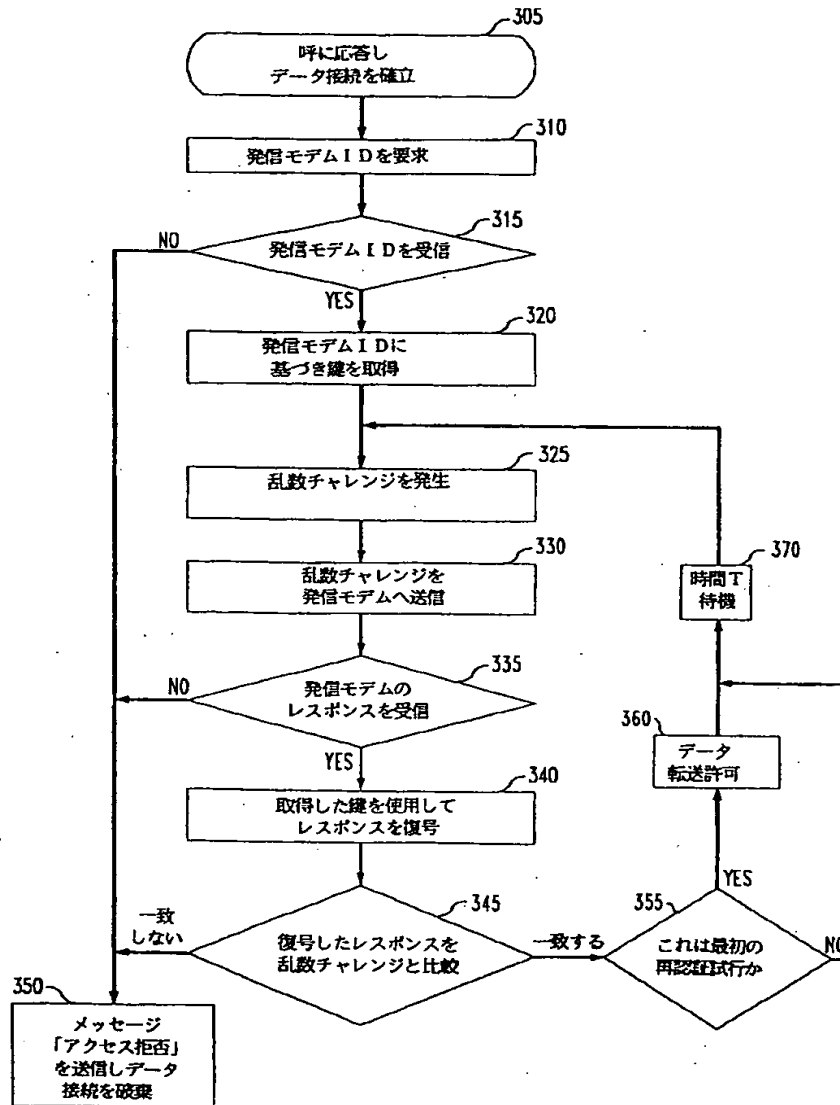 305
呼に応答し
データ接続を確立
310
発信モデムＩＤを要求
315
NO
発信モデムＩＤを受信
YES
320
発信モデムＩＤに
基づき鍵を取得
325
乱数チャレンジを発生
330
乱数チャレンジを
発信モデムへ送信
370
時間Ｔ
待機
335
NO
発信モデムの
レスポンスを受信
YES
360
データ
転送許可
340
取得した鍵を使用して
レスポンスを復号
YES
345
355
一致
しない
復号したレスポンスを
乱数チャレンジと比較
一致する
これは最初の
再認証試行か
NO
350
メッセージ
「アクセス拒否」
を送信しデータ
接続を破棄